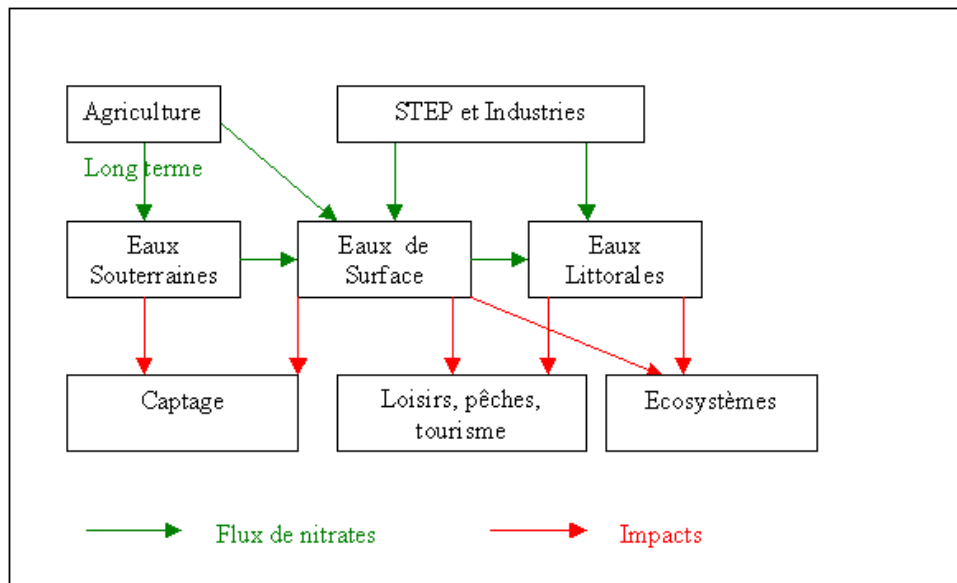 Agriculture
STEP et Industries
Long terme
Eaux
Souterraines
Eaux de
Surface
Eaux
Littorales
Captage
Loisirs, pêches,
tourisme
Ecosystèmes
Flux de nitrates
Impacts